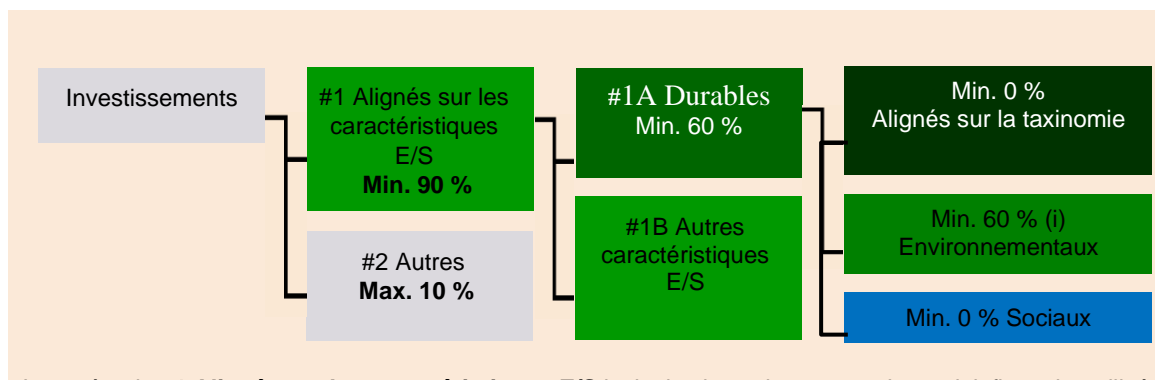 Investissements
#1 Alignés sur les
caractéristiques
E/S
Min. 90 %
#2 Autres
Max. 10 %
#1A Durables
Min. 60 %
#1B Autres
caractéristiques
E/S
Min. 0 %
Alignés sur la taxinomie
Min. 60 % (i)
Environnementaux
Min. 0 % Sociaux